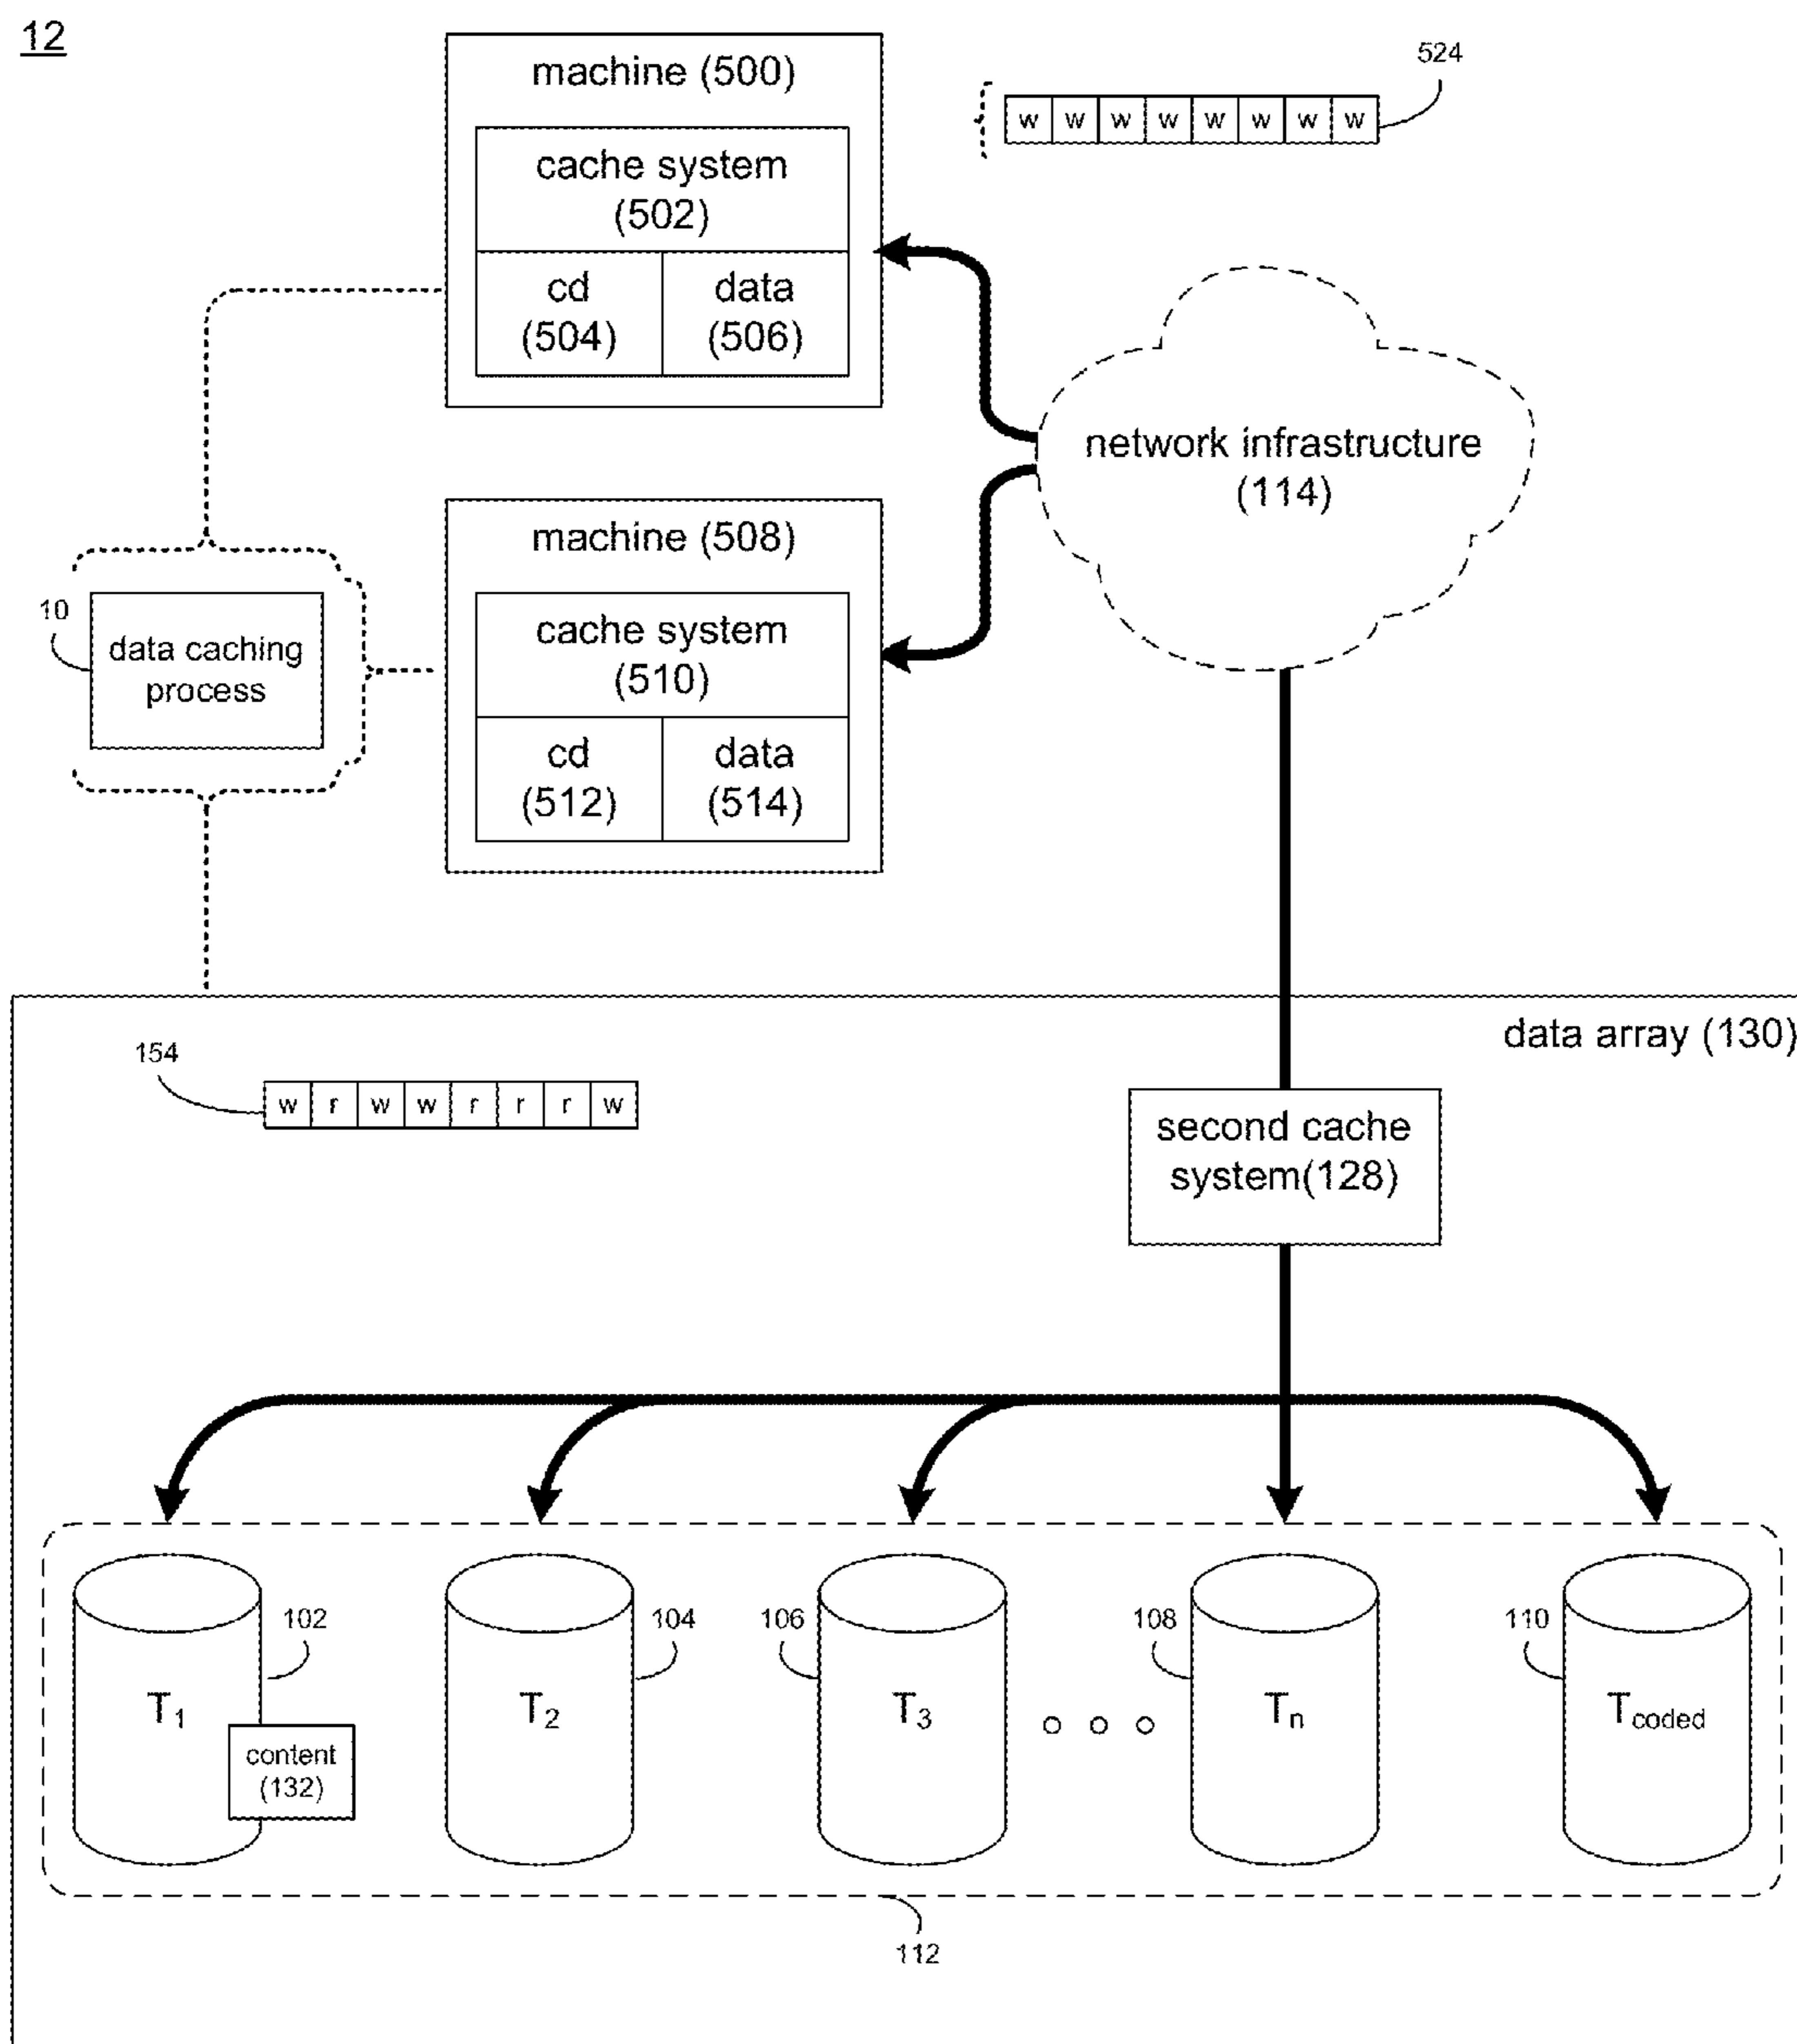 12
machine (500)
cache system
(502)
cd
(504)
data
(506)
524
w w w w w w w w
network infrastructure
(114)
machine (508)
cache system
(510)
cd
(512)
data
(514)
10
data caching
process
data array (130)
154
w r w w r r r w
second cache
system(128)
102
104
106
108
110
T1
T2
T3
Tn
Tcoded
content
(132)
112